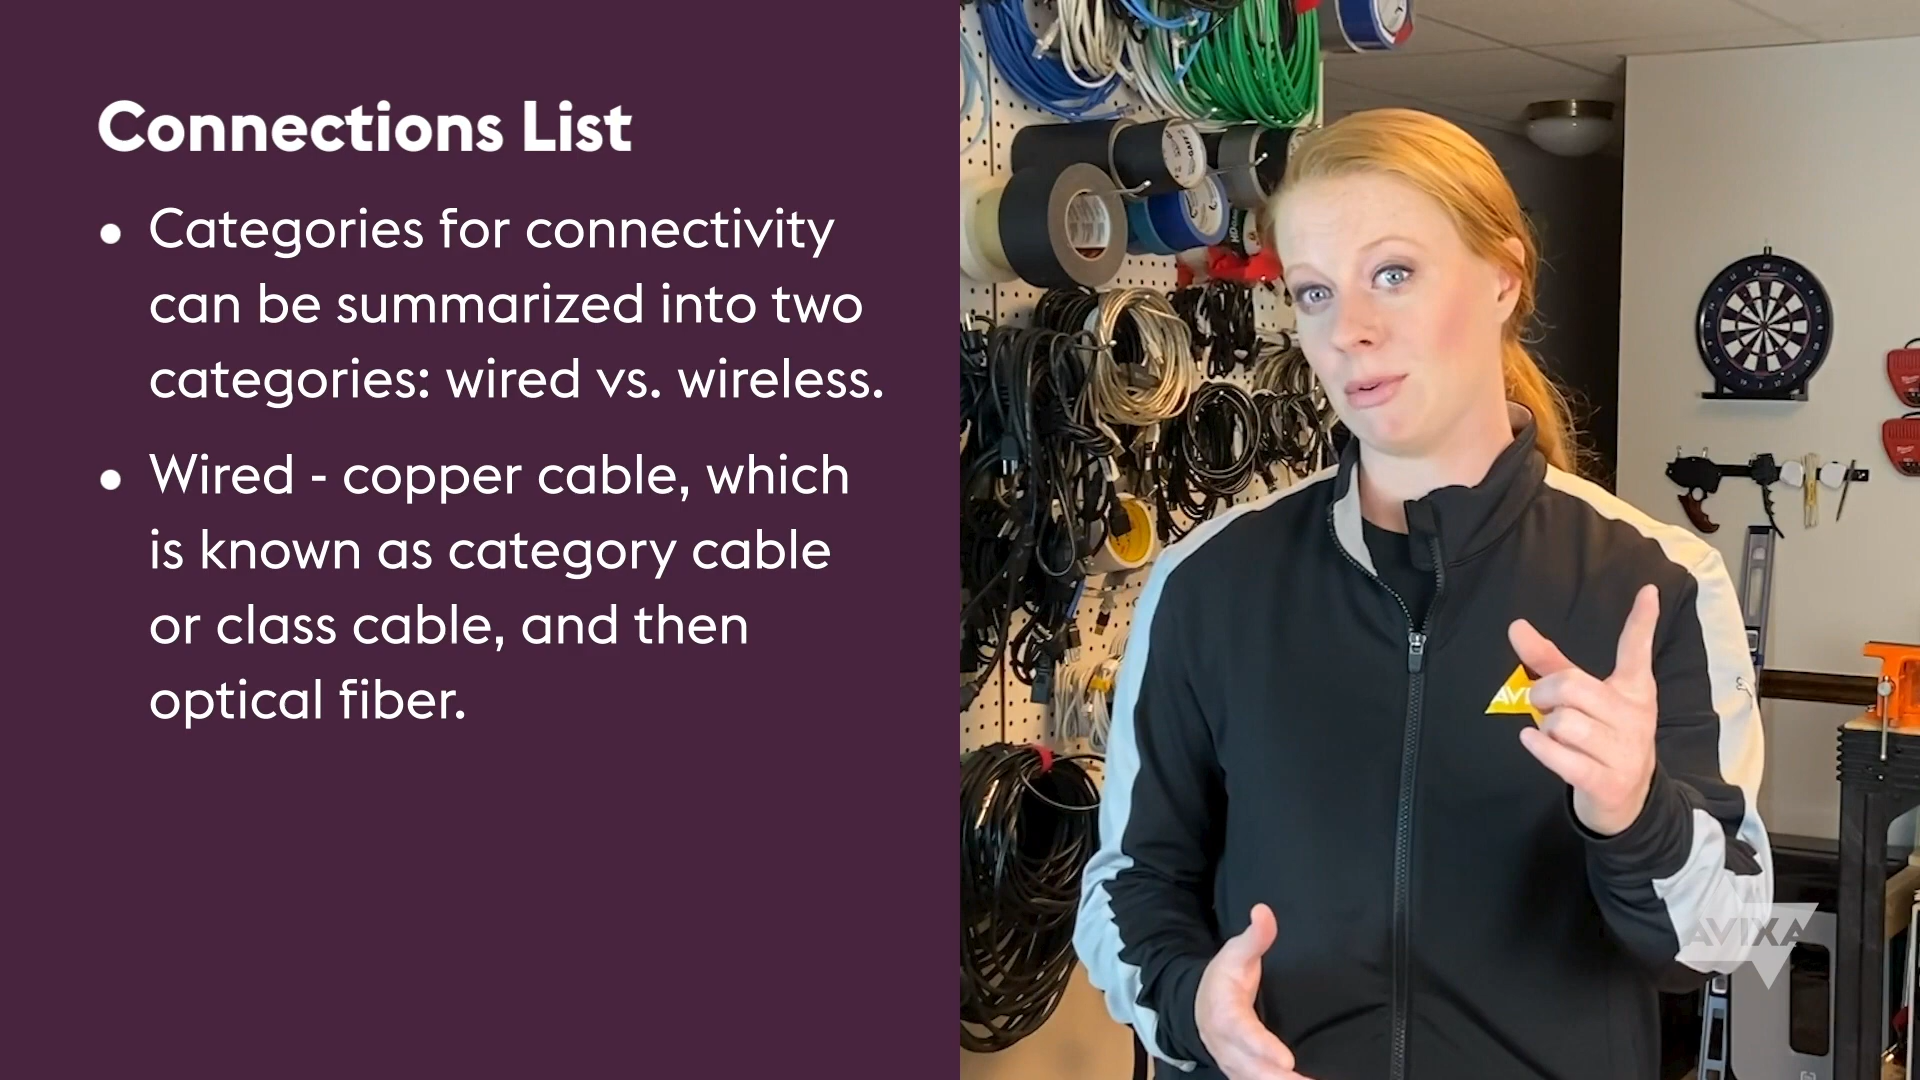 Connections List
• Categories for connectivity
can be summarized into two
categories: wired vs. wireless.
• Wired - copper cable, which
is known as category cable
or class cable, and then
optical fiber.
AVIXA